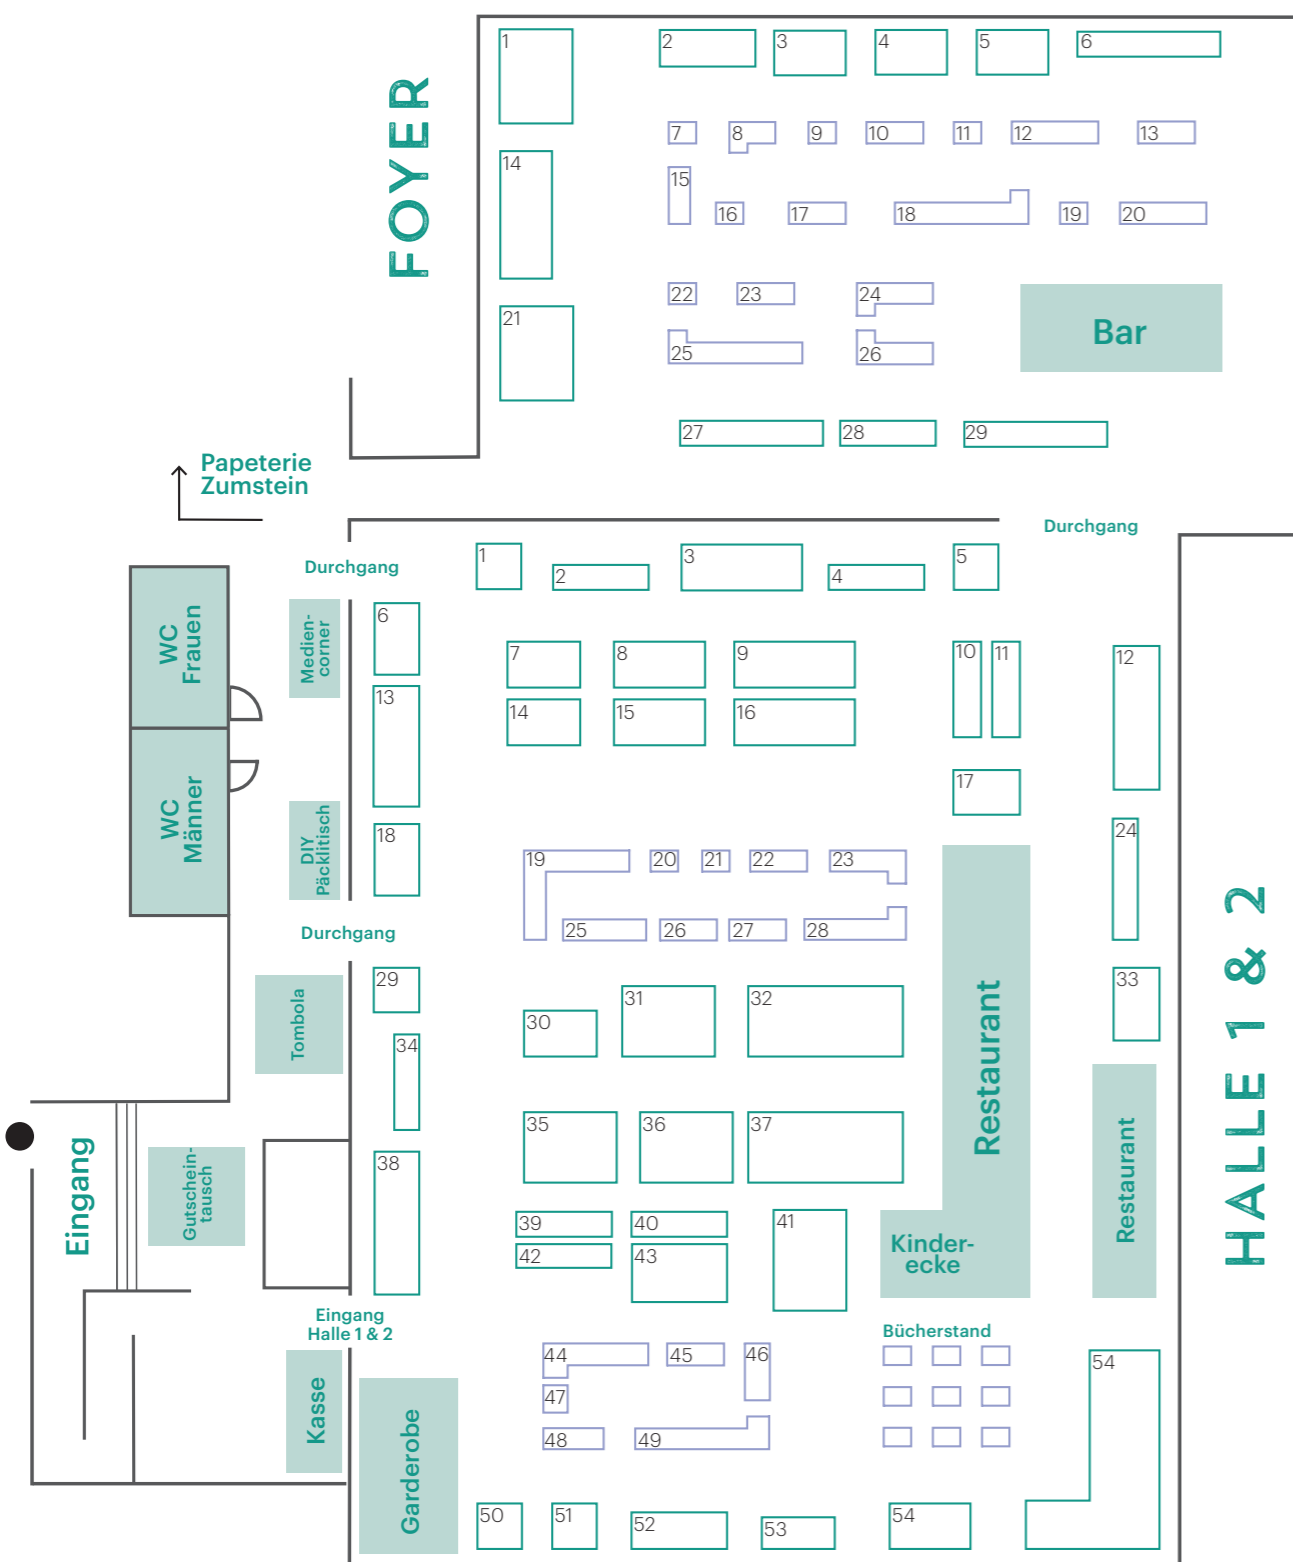 FOYER
1
2
3
4
5
6
7
8
9
10
11
12
13
14
15
16
17
18
19
20
21
22
23
24
25
26
Bar
27
28
29
Papeterie
Zumstein
Durchgang
Durchgang
1
2
3
4
5
WC
Frauen
Medien-
corner
6
7
8
9
10
11
12
13
14
15
16
17
WC
Männer
DIY
Päcklitisch
18
19
20
21
22
23
24
25
26
27
28
HALLE 1 & 2
Durchgang
Tombola
29
30
31
32
Restaurant
33
34
Eingang
Gutschein-
tausch
35
36
37
38
Restaurant
39
40
41
42
43
Kinder-
ecke
Eingang
Halle 1 & 2
Bücherstand
Kasse
Garderobe
44
45
46
47
48
49
54
50
51
52
53
54